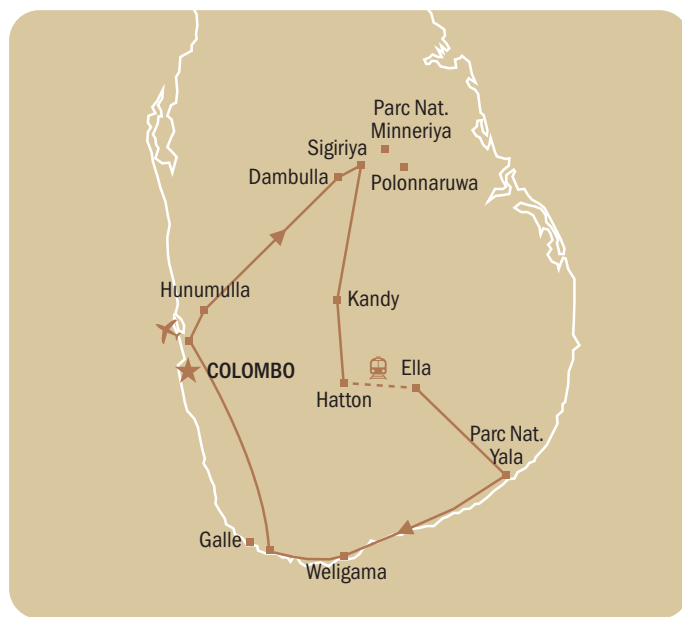 Parc Nat.
Minneriya
Sigiriya
Dambulla
Polonnaruwa
Hunumulla
Kandy
COLOMBO
Ella
Hatton
Parc Nat.
Yala
Galle
Weligama